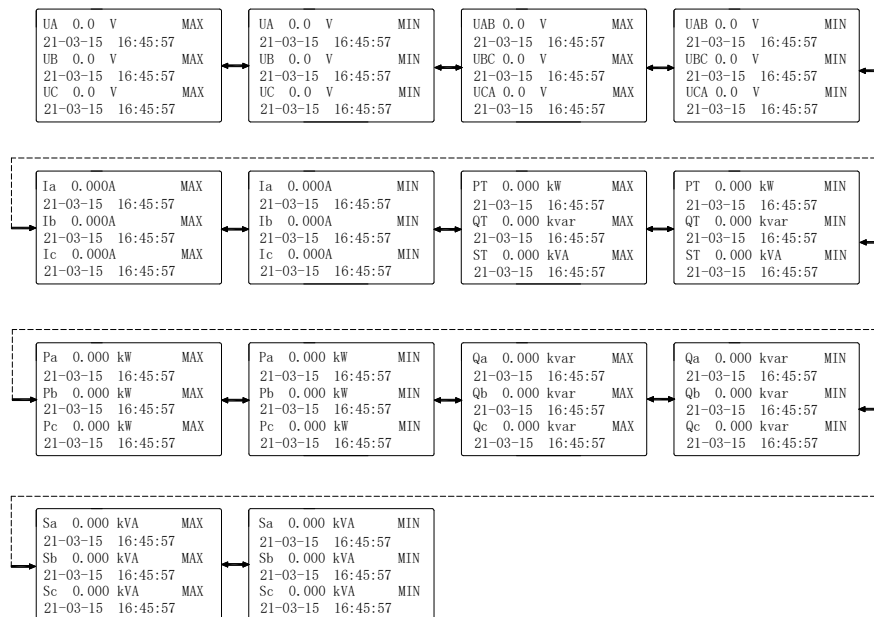 UA 0.0 V MAX
21-03-15 16:45:57
UB 0.0 V MAX
21-03-15 16:45:57
UC 0.0 V MAX
21-03-15 16:45:57
UA 0.0 V MIN
21-03-15 16:45:57
UB 0.0 V MIN
21-03-15 16:45:57
UC 0.0 V MIN
21-03-15 16:45:57
UAB 0.0 V MAX
21-03-15 16:45:57
UBC 0.0 V MAX
21-03-15 16:45:57
UCA 0.0 V MAX
21-03-15 16:45:57
UAB 0.0 V MIN
21-03-15 16:45:57
UBC 0.0 V MIN
21-03-15 16:45:57
UCA 0.0 V MIN
21-03-15 16:45:57
Ia 0.000A MAX
21-03-15 16:45:57
Ib 0.000A MAX
21-03-15 16:45:57
Ic 0.000A MAX
21-03-15 16:45:57
Ia 0.000A MIN
21-03-15 16:45:57
Ib 0.000A MIN
21-03-15 16:45:57
Ic 0.000A MIN
21-03-15 16:45:57
PT 0.000 kW MAX
21-03-15 16:45:57
QT 0.000 kvar MAX
21-03-15 16:45:57
ST 0.000 kVA MAX
21-03-15 16:45:57
PT 0.000 kW MIN
21-03-15 16:45:57
QT 0.000 kvar MIN
21-03-15 16:45:57
ST 0.000 kVA MIN
21-03-15 16:45:57
Pa 0.000 kW MAX
21-03-15 16:45:57
Pb 0.000 kW MAX
21-03-15 16:45:57
Pc 0.000 kW MAX
21-03-15 16:45:57
Pa 0.000 kW MIN
21-03-15 16:45:57
Pb 0.000 kW MIN
21-03-15 16:45:57
Pc 0.000 kW MIN
21-03-15 16:45:57
Qa 0.000 kvar MAX
21-03-15 16:45:57
Qb 0.000 kvar MAX
21-03-15 16:45:57
Qc 0.000 kvar MAX
21-03-15 16:45:57
Qa 0.000 kvar MIN
21-03-15 16:45:57
Qb 0.000 kvar MIN
21-03-15 16:45:57
Qc 0.000 kvar MIN
21-03-15 16:45:57
Sa 0.000 kVA MAX
21-03-15 16:45:57
Sb 0.000 kVA MAX
21-03-15 16:45:57
Sc 0.000 kVA MAX
21-03-15 16:45:57
Sa 0.000 kVA MIN
21-03-15 16:45:57
Sb 0.000 kVA MIN
21-03-15 16:45:57
Sc 0.000 kVA MIN
21-03-15 16:45:57